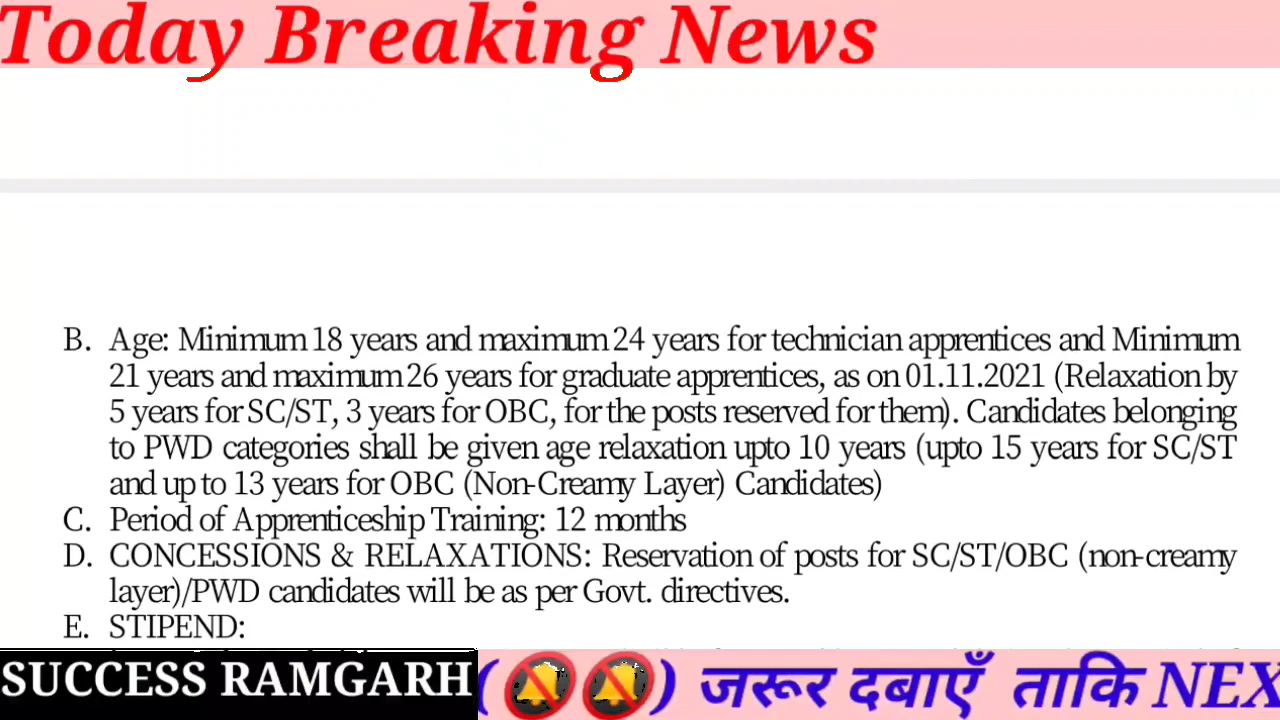 Today Breaking News
B. Age: Minimum 18 years and maximum 24 years for technician apprentices and Minimum
21 years and maximum 26 years for graduate apprentices, as on 01.11.2021 (Relaxation by
5 years for SC/ST, 3 years for OBC, for the posts reserved for them). Candidates belonging
to PWD categories shall be given age relaxation upto 10 years (upto 15 years for SC/ST
and up to 13 years for OBC (Non-Creamy Layer) Candidates)
C. Period of Apprenticeship Training: 12 months
D. CONCESSIONS & RELAXATIONS: Reservation of posts for SC/ST/OBC (non-creamy
layer)/PWD candidates will be as per Govt. directives.
E. STIPEND:
SUCCESS RAMGARH ( ) जरूर दबाएँ ताकि NEX